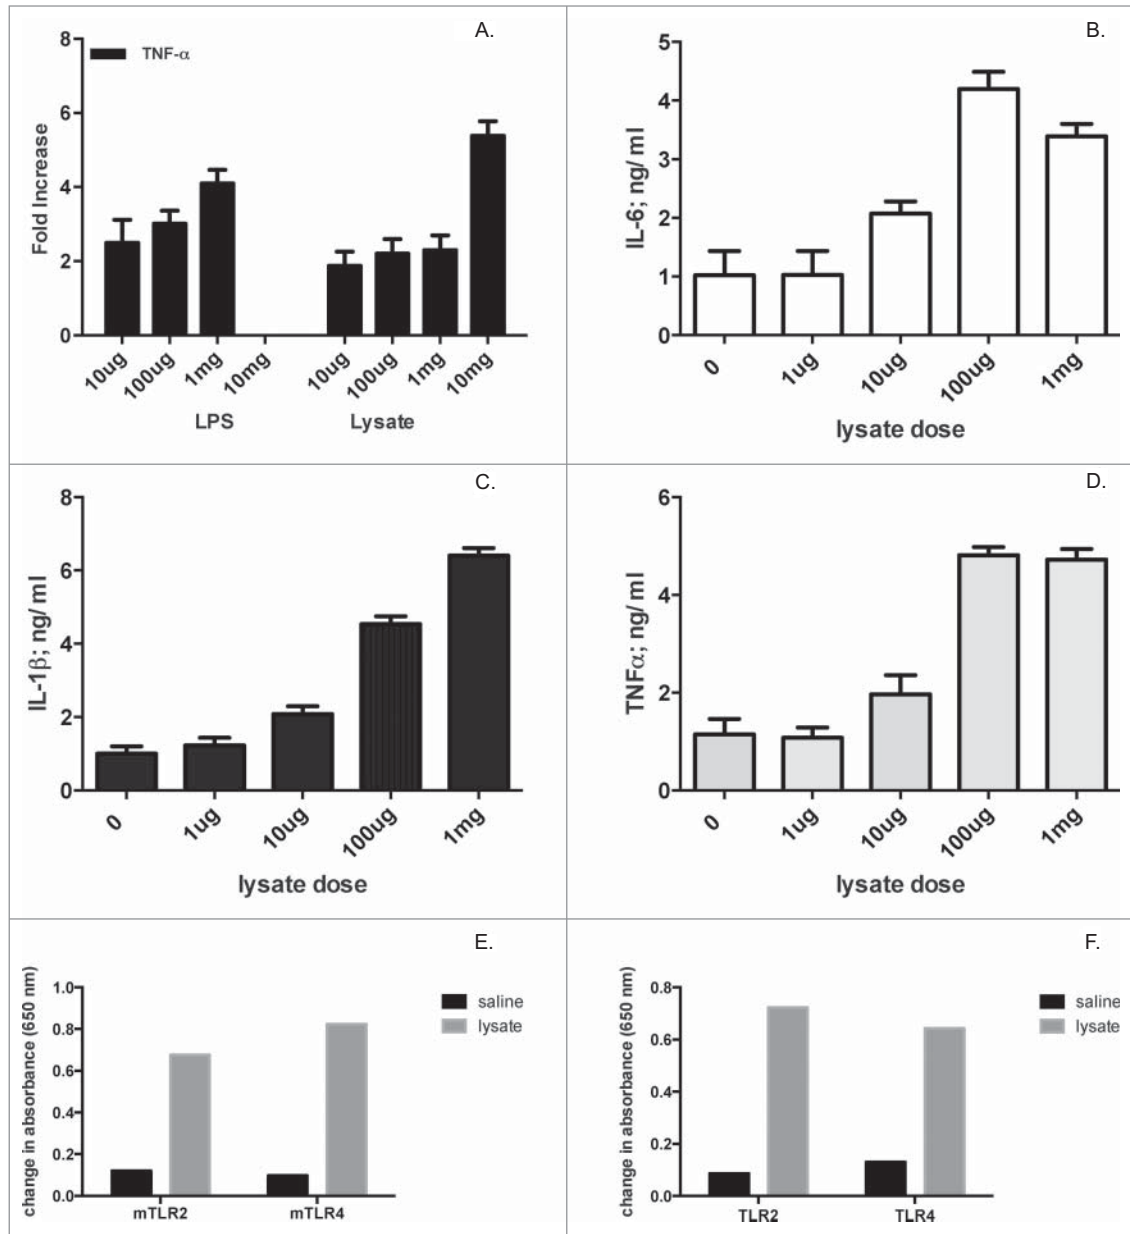 A.
TNF-α
Fold Increase
8
6
4
2
0
10ug 100ug 1mg 10mg 10ug 100ug 1mg 10mg
LPS Lysate
B.
IL-6; ng/ ml
5
4
3
2
1
0
0 1ug 10ug 100ug 1mg
lysate dose
C.
IL-1β; ng/ ml
8
6
4
2
0
0 1ug 10ug 100ug 1mg
lysate dose
D.
TNFα; ng/ ml
6
4
2
0
0 1ug 10ug 100ug 1mg
lysate dose
E.
change in absorbance (650 nm)
1.0
0.8
0.6
0.4
0.2
0.0
saline
lysate
mTLR2 mTLR4
F.
change in absorbance (650 nm)
0.8
0.6
0.4
0.2
0.0
saline
lysate
TLR2 TLR4